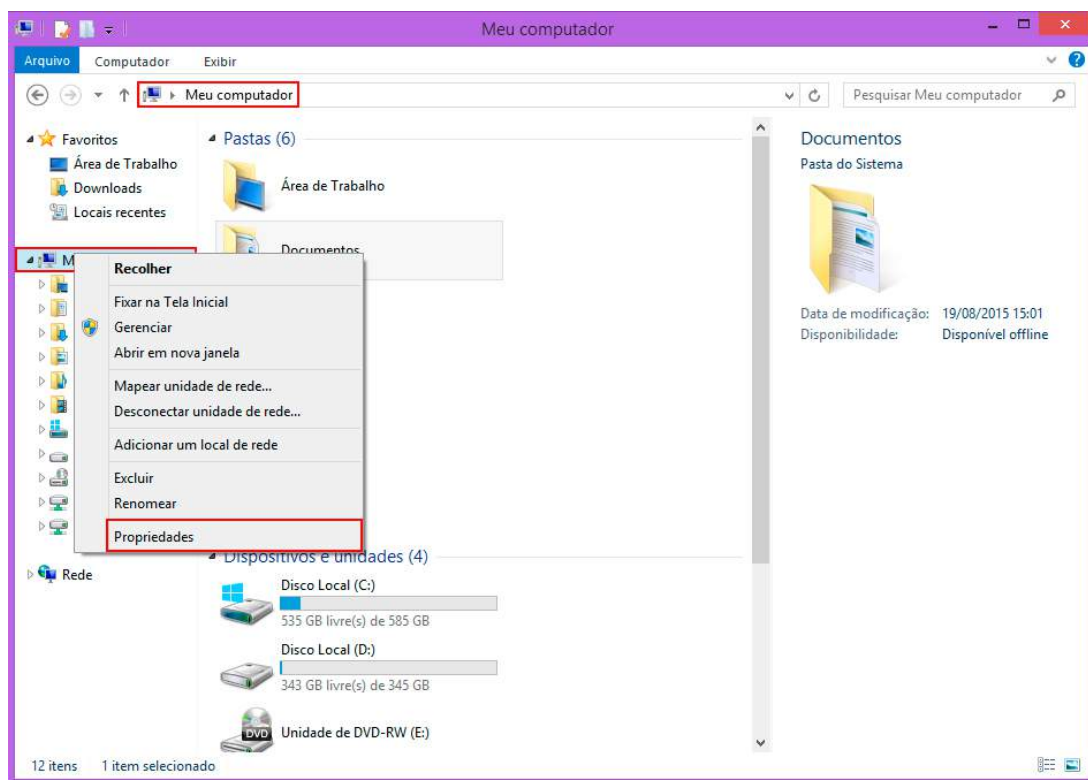 Meu computador
Arquivo Computador Exibir
Meu computador
Pesquisar Meu computador
Favoritos
Área de Trabalho
Downloads
Locais recentes
M
Recolher
Fixar na Tela Inicial
Gerenciar
Abrir em nova janela
Mapear unidade de rede...
Desconectar unidade de rede...
Adicionar um local de rede
Excluir
Renomear
Propriedades
Rede
Pastas (6)
Área de Trabalho
Documentos
Dispositivos e unidades (4)
Disco Local (C:)
535 GB livre(s) de 585 GB
Disco Local (D:)
343 GB livre(s) de 345 GB
DVD
Unidade de DVD-RW (E:)
Documentos
Pasta do Sistema
Data de modificação: 19/08/2015 15:01
Disponibilidade: Disponível offline
12 itens 1 item selecionado